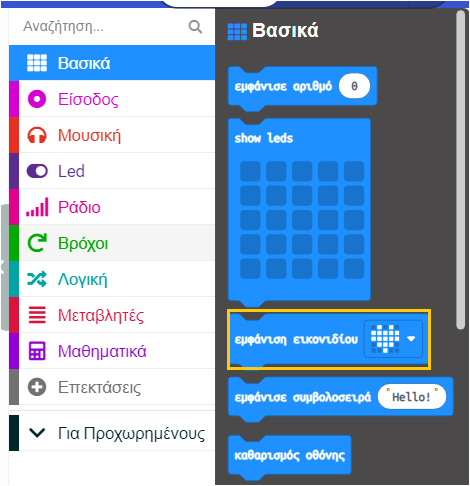 Αναζήτηση...
Βασικά
Είσοδος
Μουσική
Led
Ράδιο
Βρόχοι
Λογική
Μεταβλητές
Μαθηματικά
Επεκτάσεις
Για Προχωρημένους
Βασικά
εμφάνισε αριθμό 0
show leds
εμφάνιση εικονιδίου
εμφάνισε συμβολοσειρά "Hello!"
καθαρισμός οθόνης